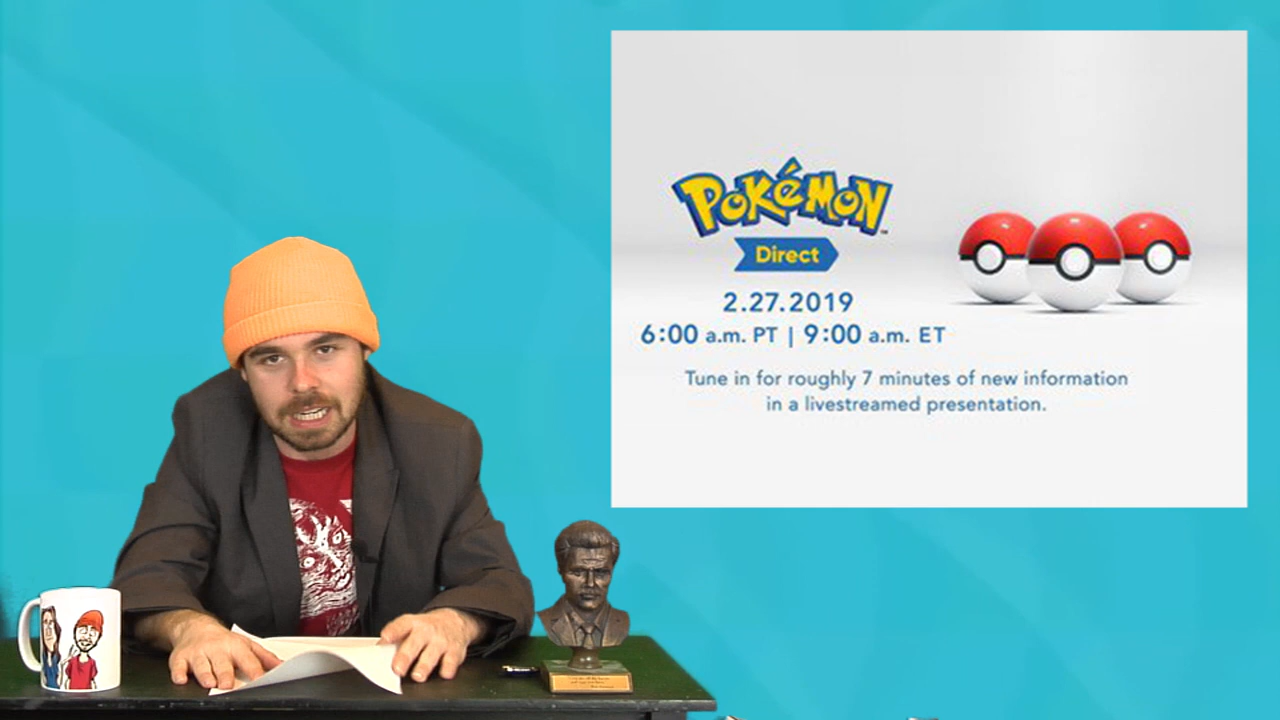 POKÉMON
TM
Direct
2.27.2019
6:00 a.m. PT | 9:00 a.m. ET
Tune in for roughly 7 minutes of new information
in a livestreamed presentation.